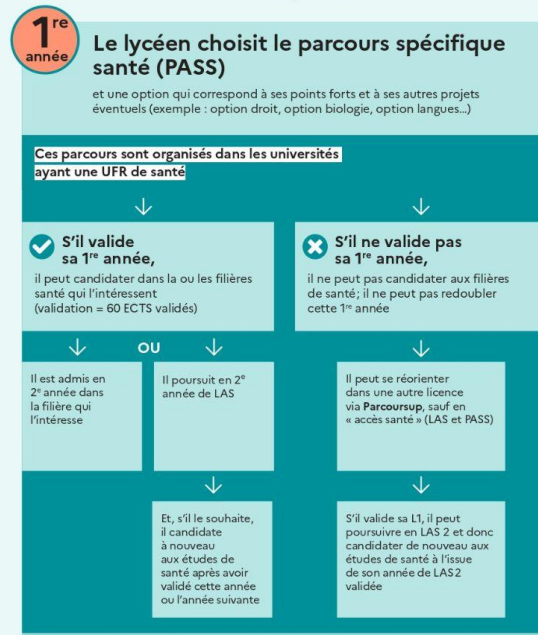 1re
année
Le lycéen choisit le parcours spécifique
santé (PASS)
et une option qui correspond à ses points forts et à ses autres projets
éventuels (exemple : option droit, option biologie, option langues...)
Ces parcours sont organisés dans les universités
ayant une UFR de santé
S'il valide
sa 1re année,
il peut candidater dans la ou les filières
santé qui l'intéressent
(validation = 60 ECTS validés)
S'il ne valide pas
sa 1re année,
il ne peut pas candidater aux filières
de santé; il ne peut pas redoubler
cette 1re année
OU
Il est admis en
2e année dans
la filière qui
l'intéresse
Il poursuit en 2e
année de LAS
Il peut se réorienter
dans une autre licence
via Parcoursup, sauf en
« accès santé » (LAS et PASS)
Et, s'il le souhaite,
il candidate
à nouveau
aux études de
santé après avoir
validé cette année
ou l'année suivante
S'il valide sa L1, il peut
poursuivre en LAS 2 et donc
candidater de nouveau aux
études de santé à l'issue
de son année de LAS2
validée